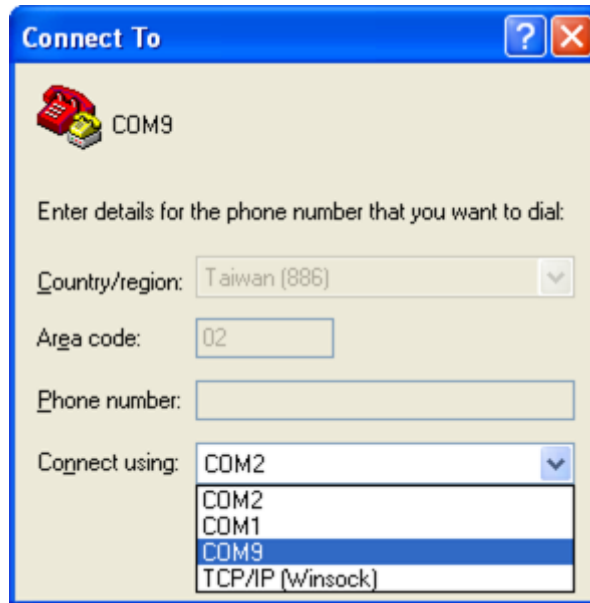 Connect To
?
COM9
Enter details for the phone number that you want to dial:
Country/region: Taiwan (886)
Area code: 02
Phone number:
Connect using: COM2
COM2
COM1
COM9
TCP/IP (Winsock)